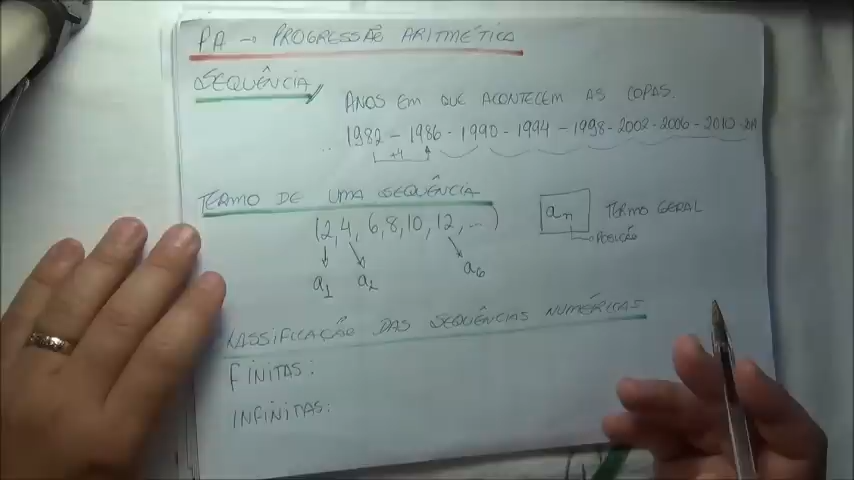 PA → PROGRESSÃO ARITMÉTICA
SEQUÊNCIA
ANOS EM QUE ACONTECEM AS COPAS.
.. 1982 - 1986 - 1990 - 1994 - 1998 - 2002 - 2006 - 2010 -
+4
TERMO DE UMA SEQUÊNCIA
(2, 4, 6, 8, 10, 12, ...)
an TERMO GERAL
POSIÇÃO
a1 a2 a6
CLASSIFICAÇÃO DAS SEQUÊNCIAS NUMÉRICAS
FINITAS:
INFINITAS: